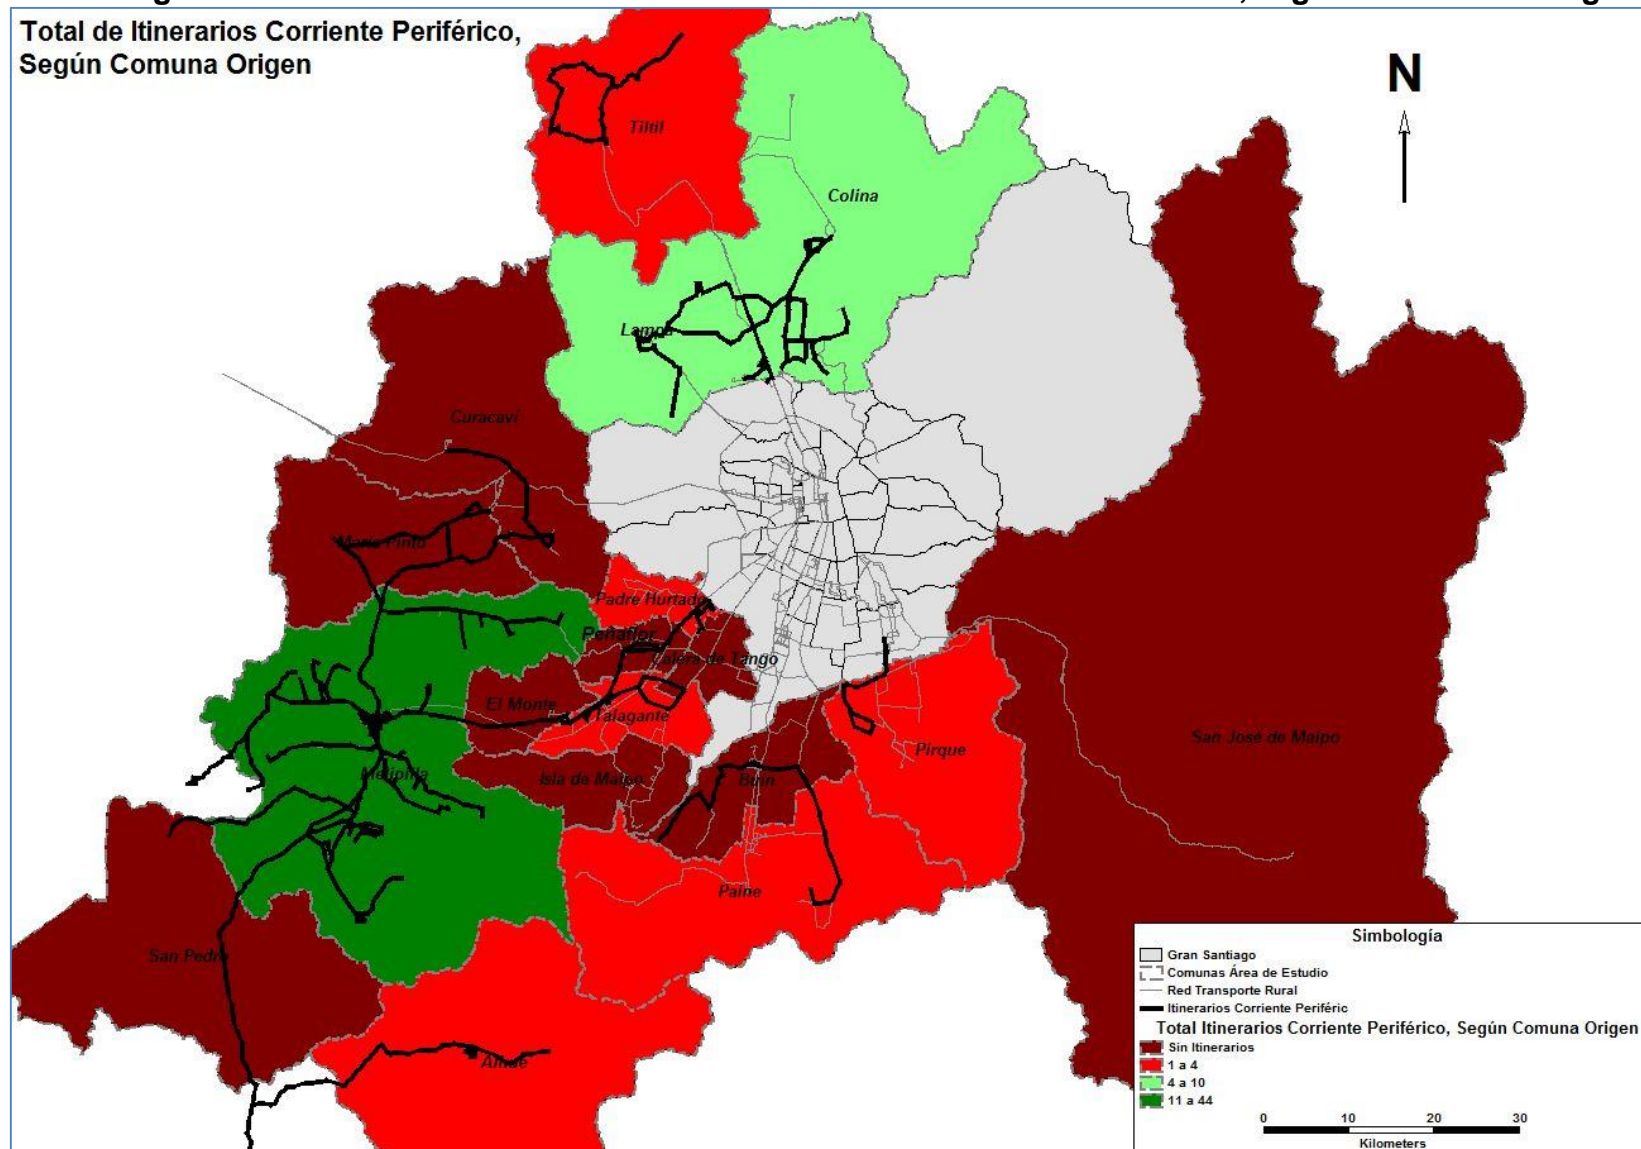 Total de Itinerarios Corriente Periférico,
Según Comuna Origen
N
Tiltil
Colina
Lampa
Curacaví
María Pinto
Padre Hurtado
Peñaflor
Calera de Tango
El Monte
Talagante
Pirque
San José de Maipo
Melipilla
Isla de Maipo
Buin
Paine
San Pedro
Alhué
Simbología
Gran Santiago
Comunas Área de Estudio
Red Transporte Rural
Itinerarios Corriente Periféric
Total Itinerarios Corriente Periférico, Según Comuna Origen
Sin Itinerarios
1 a 4
4 a 10
11 a 44
0 10 20 30
Kilometers